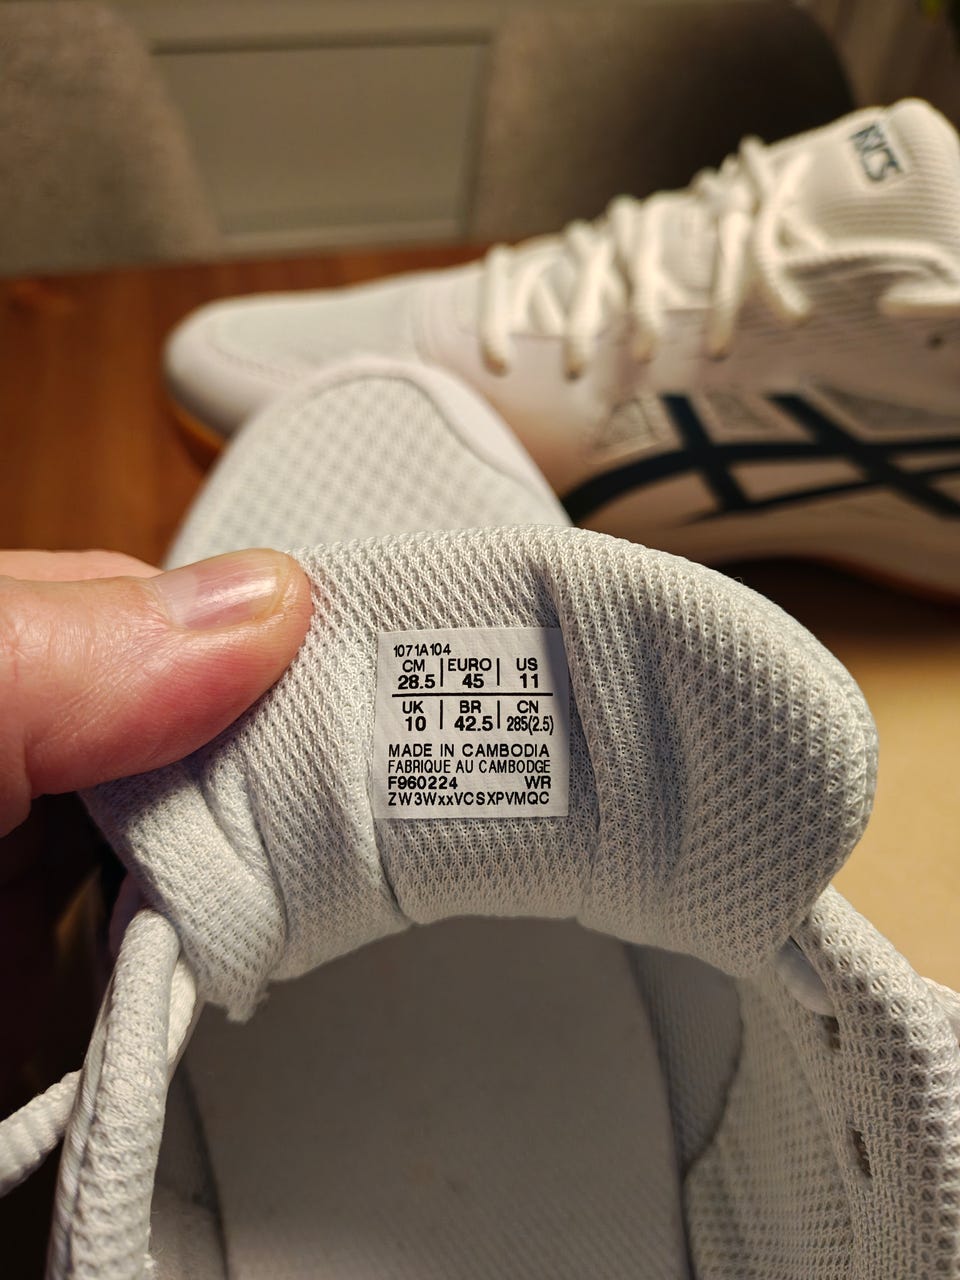 asics
1071A104
CM | EURO | US
28.5 | 45 | 11
UK | BR | CN
10 | 42.5 | 285(2.5)
MADE IN CAMBODIA
FABRIQUE AU CAMBODGE
F960224 WR
ZW3WxxVCSXPVMQC